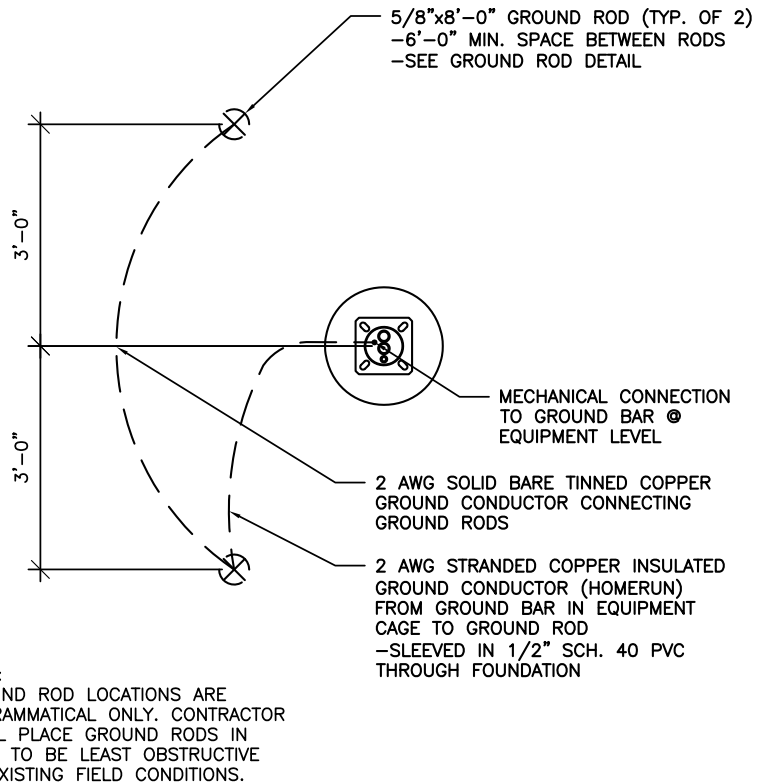 5/8"x8'-0" GROUND ROD (TYP. OF 2)
-6'-0" MIN. SPACE BETWEEN RODS
-SEE GROUND ROD DETAIL
3'-0"
3'-0"
MECHANICAL CONNECTION
TO GROUND BAR @
EQUIPMENT LEVEL
2 AWG SOLID BARE TINNED COPPER
GROUND CONDUCTOR CONNECTING
GROUND RODS
2 AWG STRANDED COPPER INSULATED
GROUND CONDUCTOR (HOMERUN)
FROM GROUND BAR IN EQUIPMENT
CAGE TO GROUND ROD
-SLEEVED IN 1/2" SCH. 40 PVC
THROUGH FOUNDATION
ROD LOCATIONS ARE
ONLY. CONTRACTOR
PLACE GROUND RODS IN
TO BE LEAST OBSTRUCTIVE
FIELD CONDITIONS.